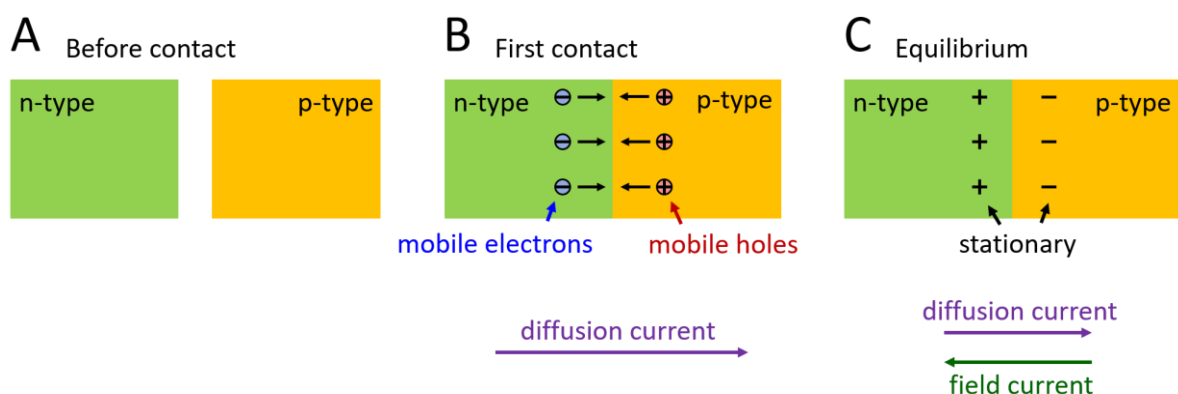 A Before contact
n-type
p-type
B First contact
n-type
p-type
mobile electrons
mobile holes
diffusion current
C Equilibrium
n-type + − p-type
+ −
+ −
stationary
diffusion current
field current